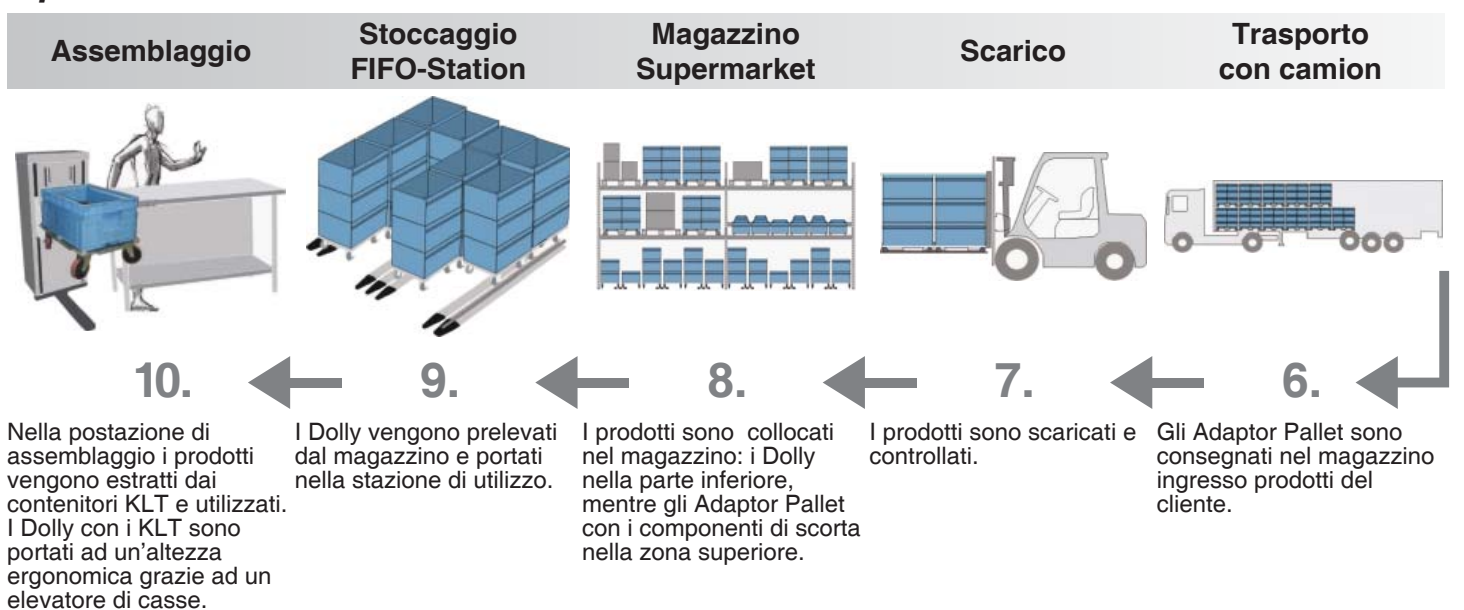 Assemblaggio
Stoccaggio
FIFO-Station
Magazzino
Supermarket
Scarico
Trasporto
con camion
10.
9.
8.
7.
6.
Nella postazione di
assemblaggio i prodotti
vengono estratti dai
contenitori KLT e utilizzati.
I Dolly con i KLT sono
portati ad un'altezza
ergonomica grazie ad un
elevatore di casse.
I Dolly vengono prelevati
dal magazzino e portati
nella stazione di utilizzo.
I prodotti sono  collocati
nel magazzino: i Dolly
nella parte inferiore,
mentre gli Adaptor Pallet
con i componenti di scorta
nella zona superiore.
I prodotti sono scaricati e
controllati.
Gli Adaptor Pallet sono
consegnati nel magazzino
ingresso prodotti del
cliente.